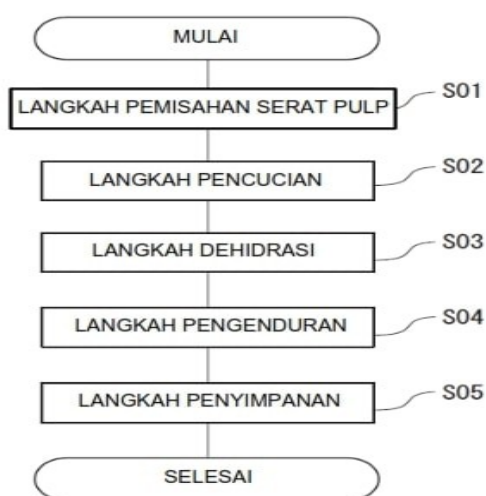 MULAI
LANGKAH PEMISAHAN SERAT PULP
S01
LANGKAH PENCUCIAN
S02
LANGKAH DEHIDRASI
S03
LANGKAH PENGENDURAN
S04
LANGKAH PENYIMPANAN
S05
SELESAI